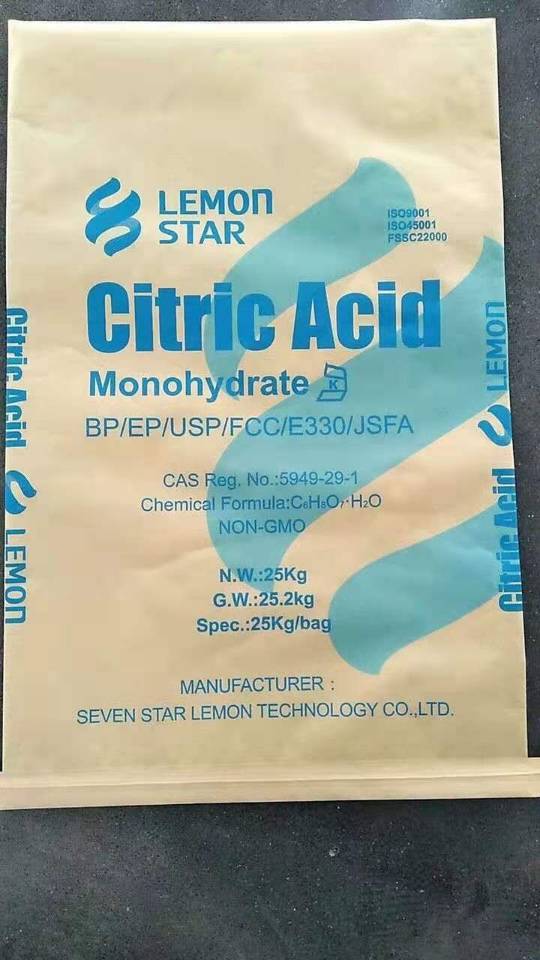 LEMON
STAR
ISO9001
ISO45001
FSSC22000
Citric Acid
Monohydrate K
BP/EP/USP/FCC/E330/JSFA
CAS Reg. No.:5949-29-1
Chemical Formula:C₆H₈O₇·H₂O
NON-GMO
N.W.:25Kg
G.W.:25.2kg
Spec.:25Kg/bag
MANUFACTURER :
SEVEN STAR LEMON TECHNOLOGY CO.,LTD.
Citric Acid LEMON
Citric Acid LEMON